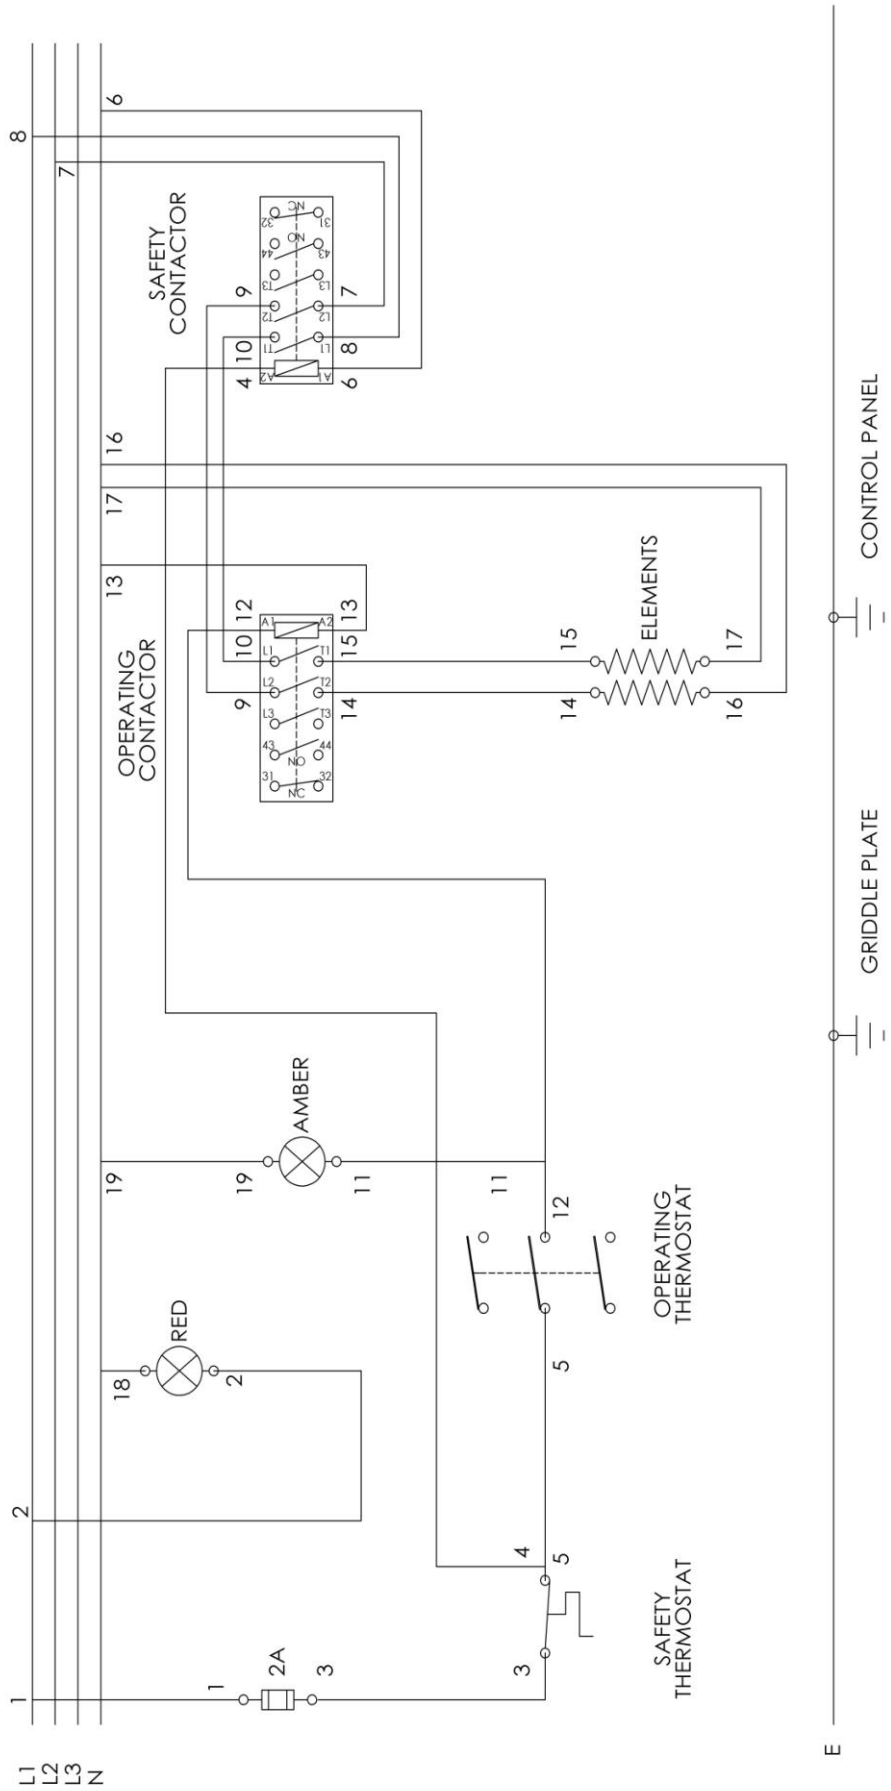 L1
L2
L3
N
1
2
8
7
6
1
2A
3
3
SAFETY
THERMOSTAT
4
5
18
RED
2
5
OPERATING
THERMOSTAT
19
19
AMBER
11
11
12
OPERATING
CONTACTOR
9
10
12
31
43
L3
L2
L1
A1
NC
NO
32
44
T3
T2
T1
A2
14
15
13
13
17
16
14
15
ELEMENTS
16
17
SAFETY
CONTACTOR
4
10
9
A2
T1
T2
T3
44
32
NO
NC
A1
L1
L2
L3
43
31
6
8
7
E
GRIDDLE PLATE
CONTROL PANEL